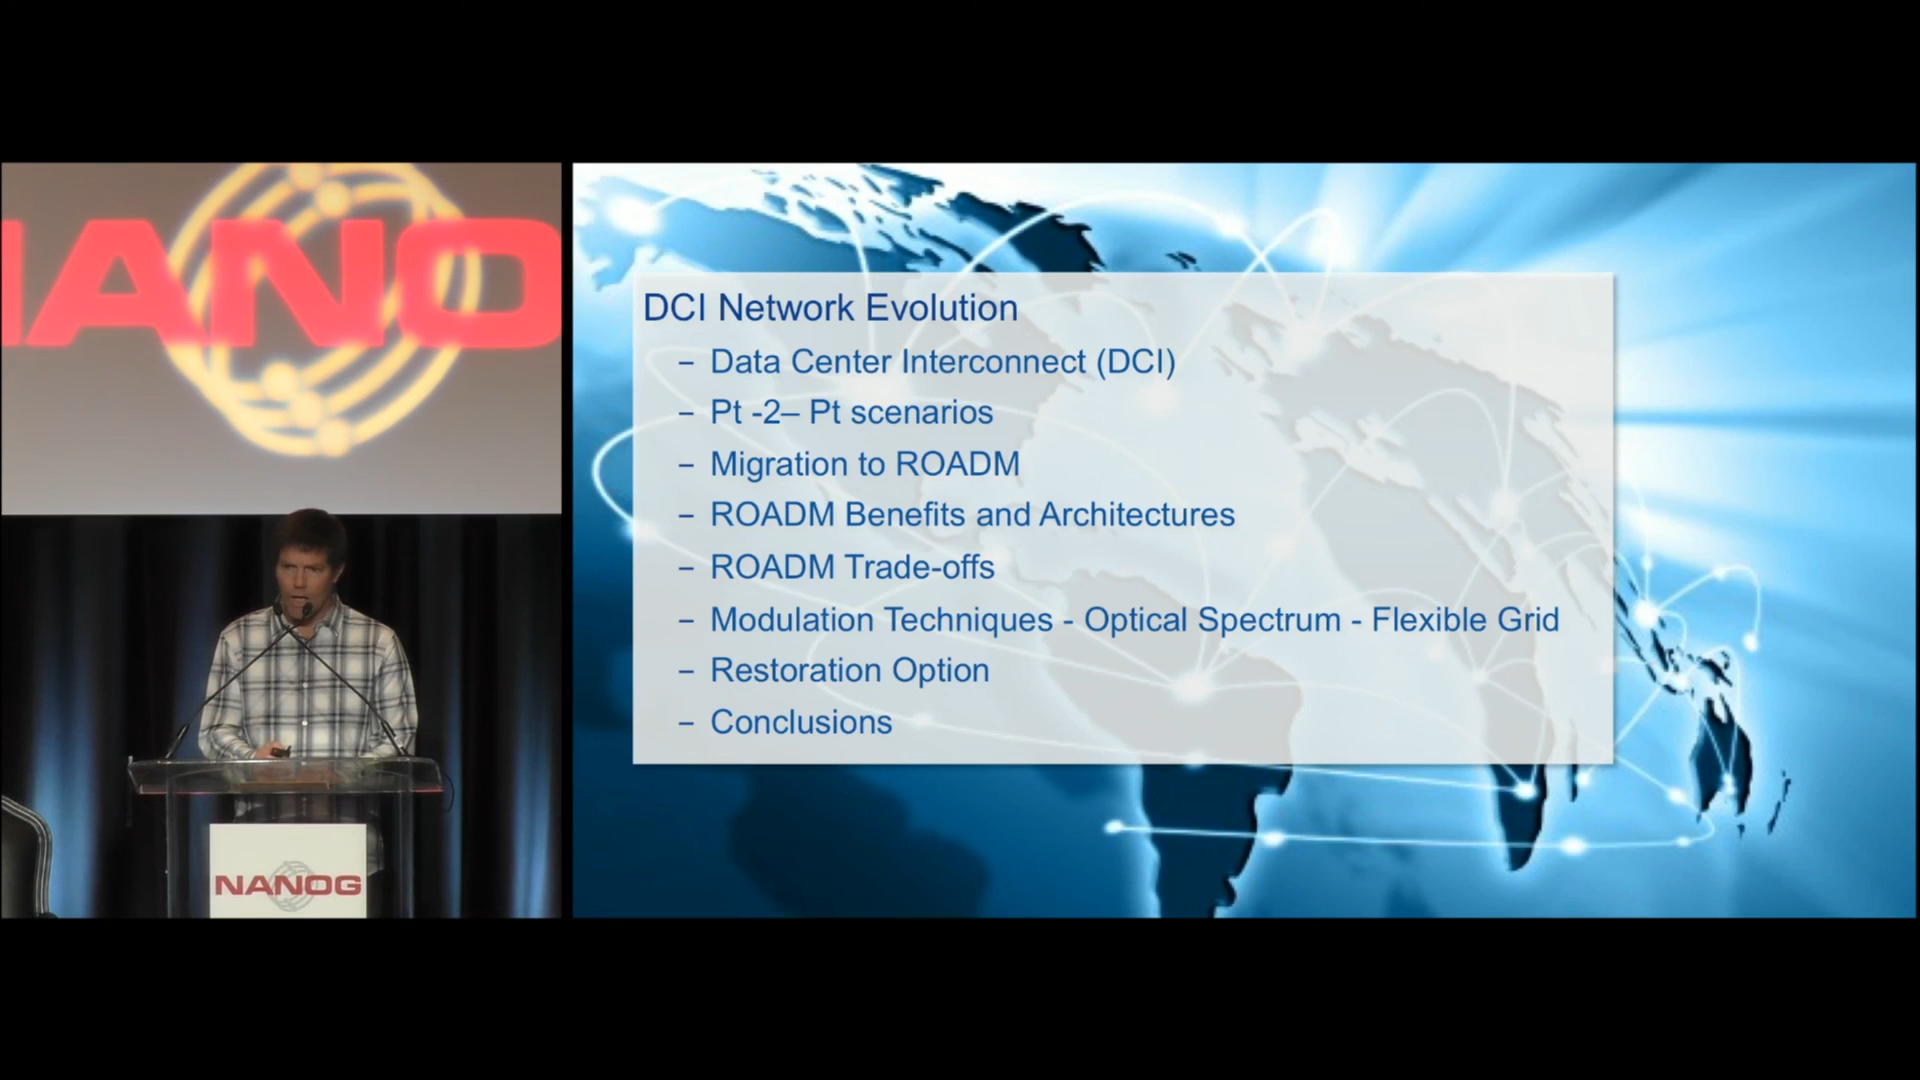 NANO
NANOG
DCI Network Evolution
– Data Center Interconnect (DCI)
– Pt -2– Pt scenarios
– Migration to ROADM
– ROADM Benefits and Architectures
– ROADM Trade-offs
– Modulation Techniques - Optical Spectrum - Flexible Grid
– Restoration Option
– Conclusions